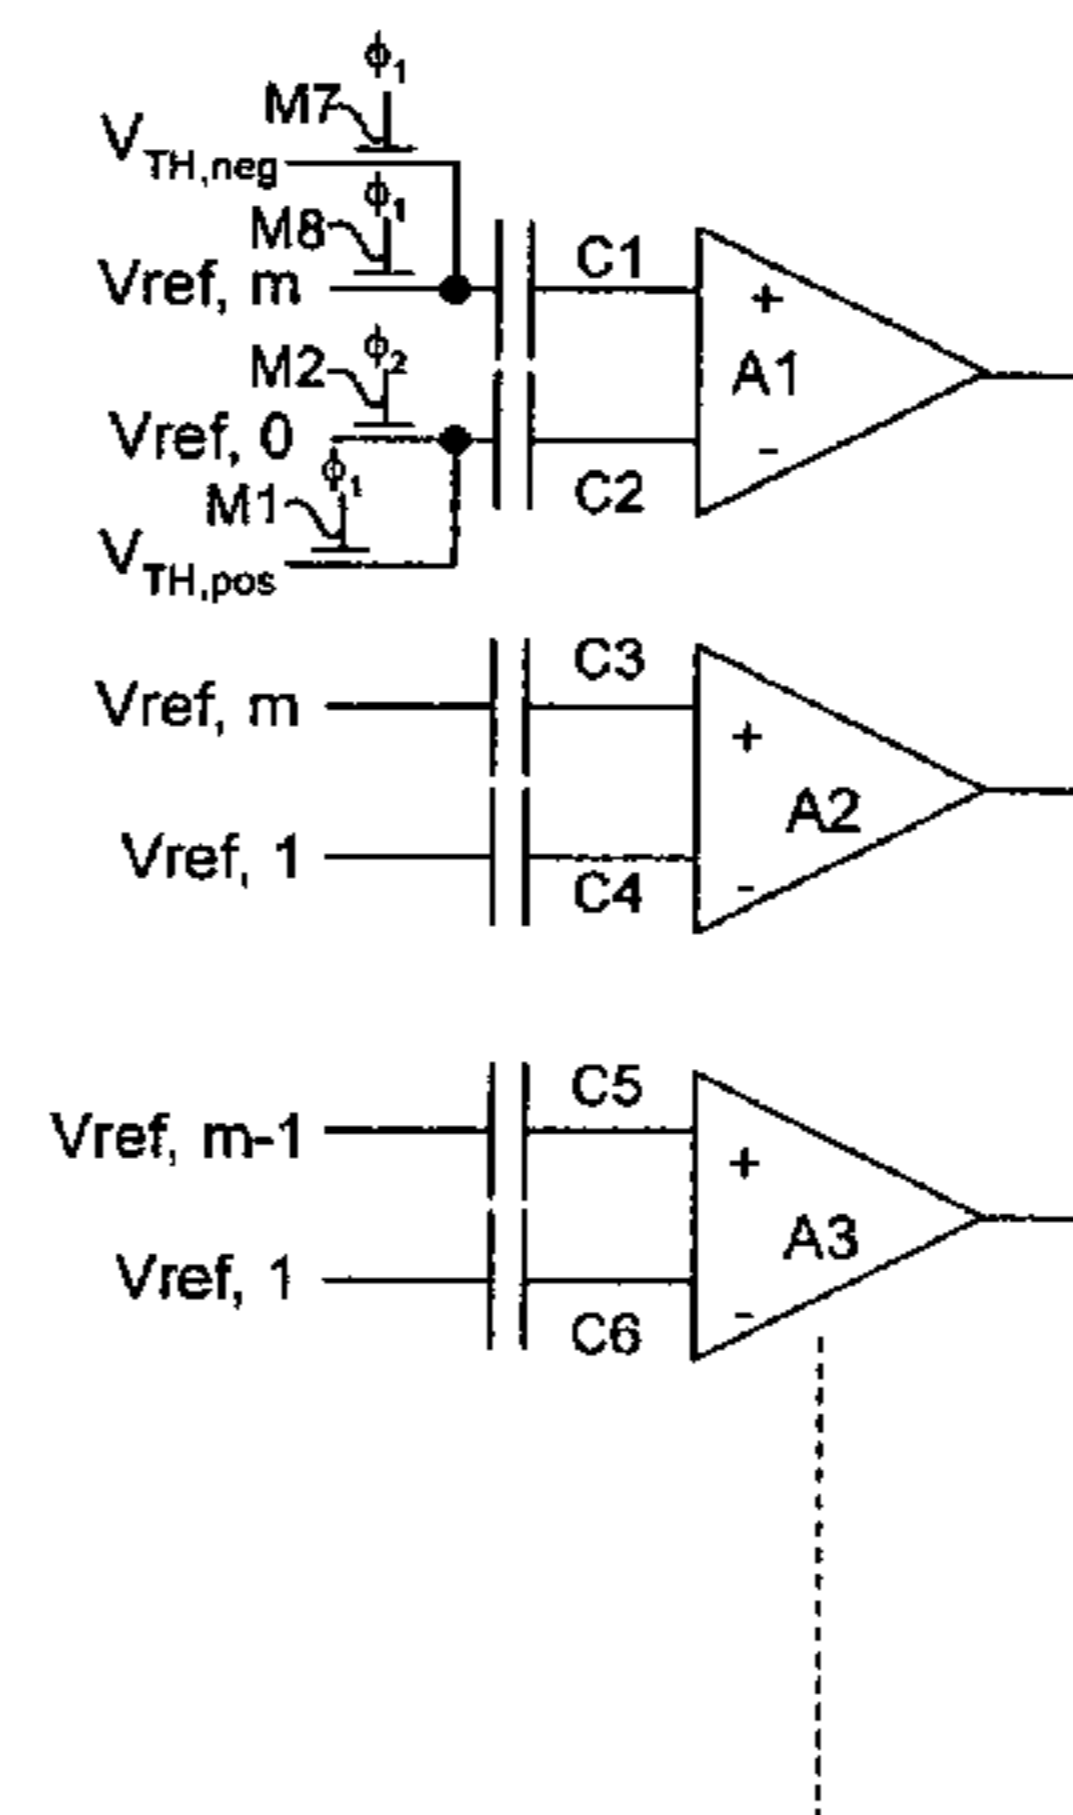 ϕ1
M7
VTH,neg
ϕ1
M8
Vref, m
C1
+
A1
ϕ2
M2
Vref, 0
-
ϕ1
C2
M1
VTH,pos
C3
Vref, m
+
A2
Vref, 1
-
C4
C5
Vref, m-1
+
A3
Vref, 1
-
C6